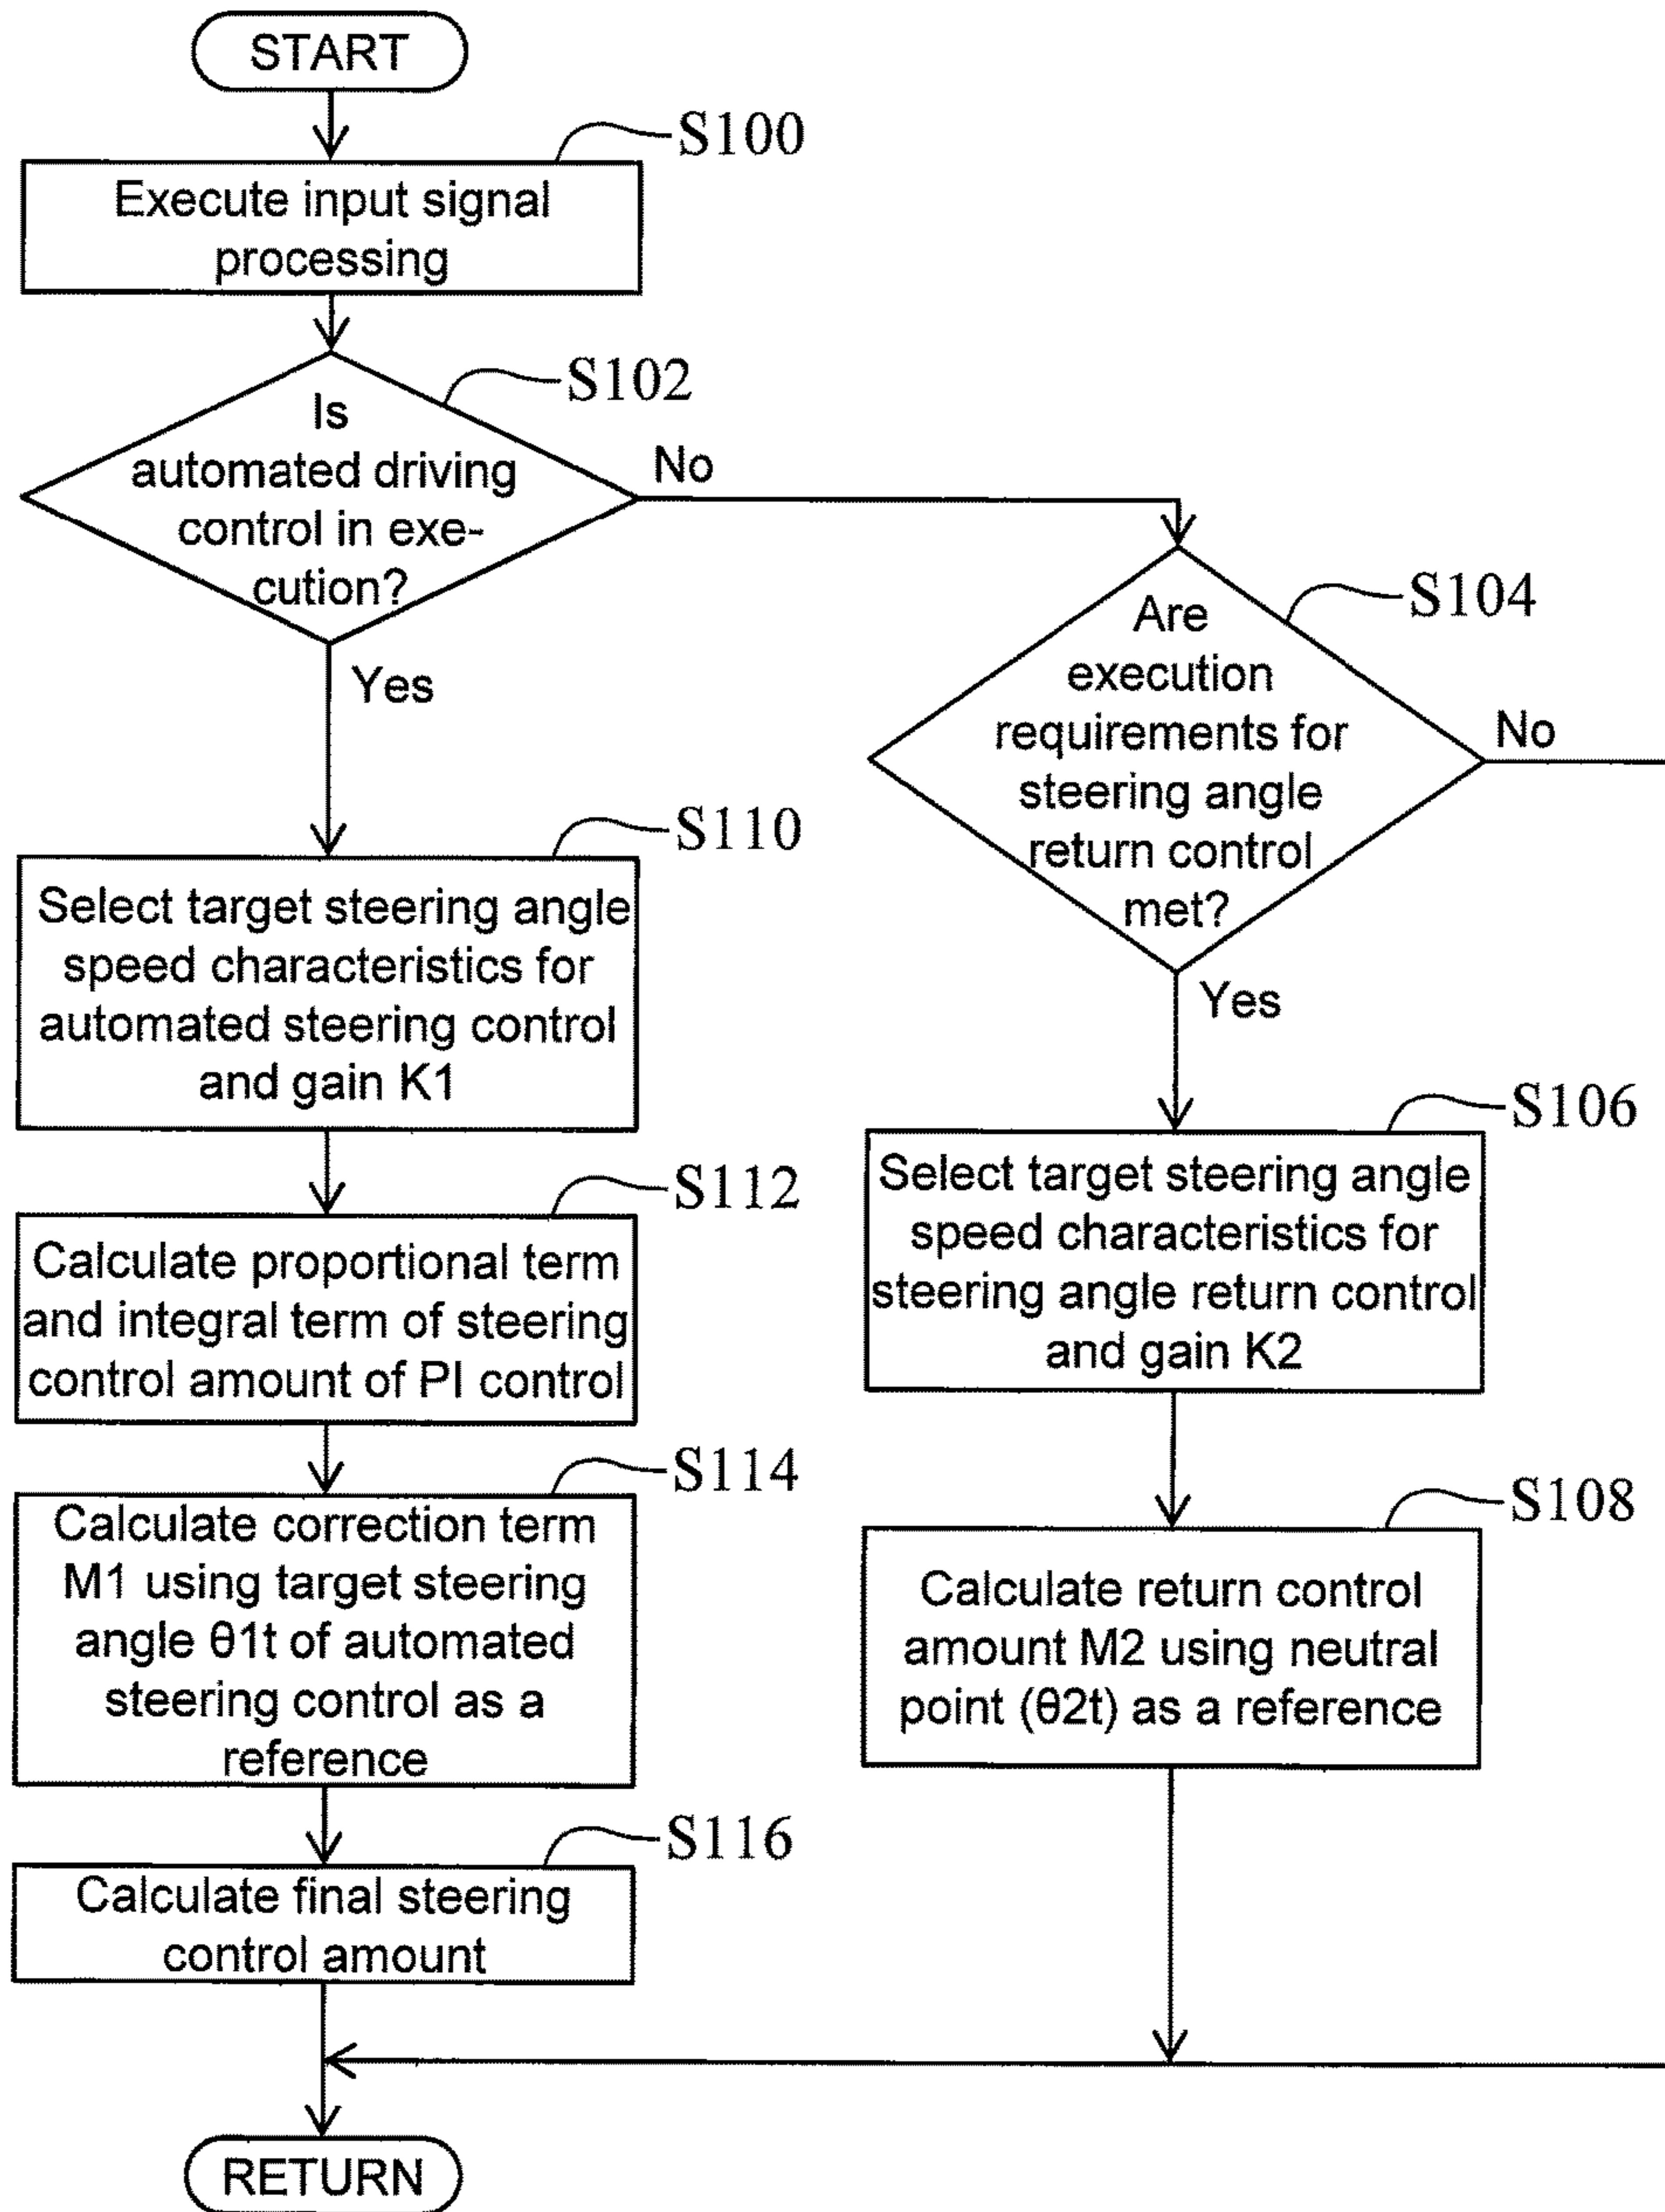 START
S100
Execute input signal
processing
S102
Is
automated driving
control in exe-
cution?
No
Yes
S104
Are
execution
requirements for
steering angle
return control
met?
No
Yes
S110
Select target steering angle
speed characteristics for
automated steering control
and gain K1
S106
Select target steering angle
speed characteristics for
steering angle return control
and gain K2
S112
Calculate proportional term
and integral term of steering
control amount of PI control
S114
Calculate correction term
M1 using target steering
angle θ1t of automated
steering control as a
reference
S108
Calculate return control
amount M2 using neutral
point (θ2t) as a reference
S116
Calculate final steering
control amount
RETURN